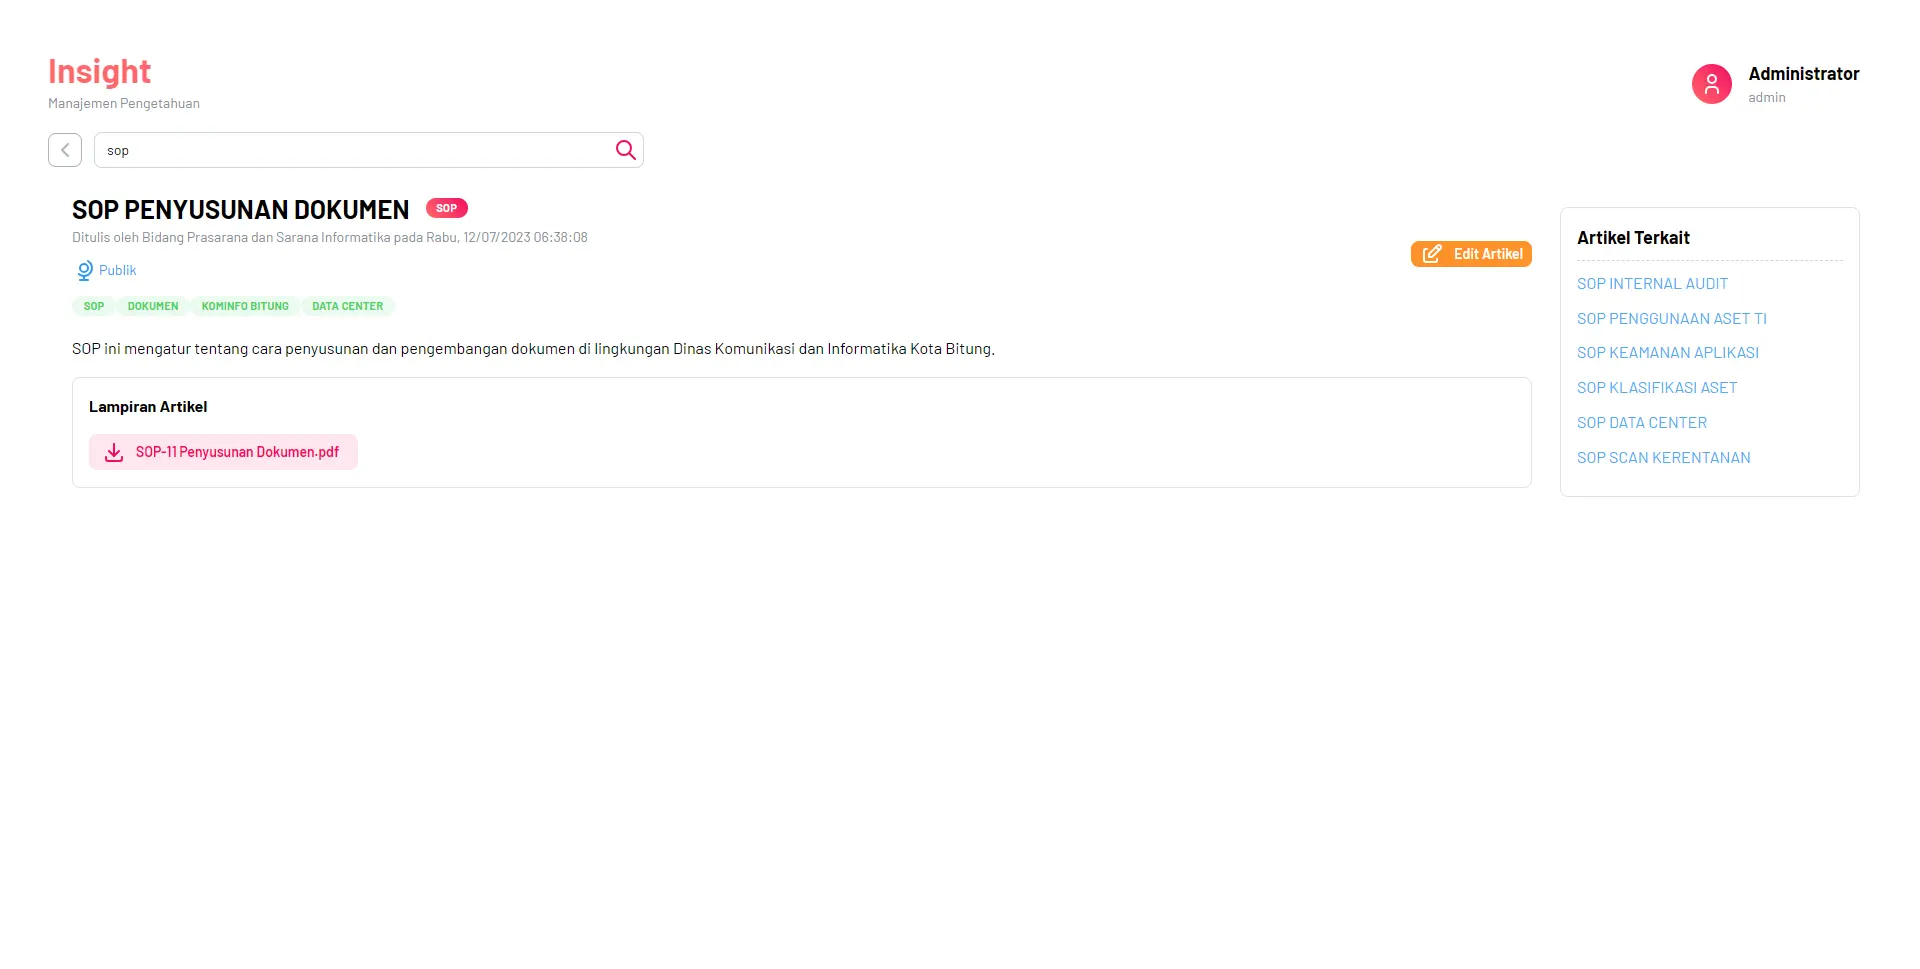 Insight
Manajemen Pengetahuan
Administrator
admin
sop
SOP PENYUSUNAN DOKUMEN SOP
Ditulis oleh Bidang Prasarana dan Sarana Informatika pada Rabu, 12/07/2023 06:38:08
Publik
SOP DOKUMEN KOMINFO BITUNG DATA CENTER
Edit Artikel
SOP ini mengatur tentang cara penyusunan dan pengembangan dokumen di lingkungan Dinas Komunikasi dan Informatika Kota Bitung.
Lampiran Artikel
SOP-11 Penyusunan Dokumen.pdf
Artikel Terkait
SOP INTERNAL AUDIT
SOP PENGGUNAAN ASET TI
SOP KEAMANAN APLIKASI
SOP KLASIFIKASI ASET
SOP DATA CENTER
SOP SCAN KERENTANAN